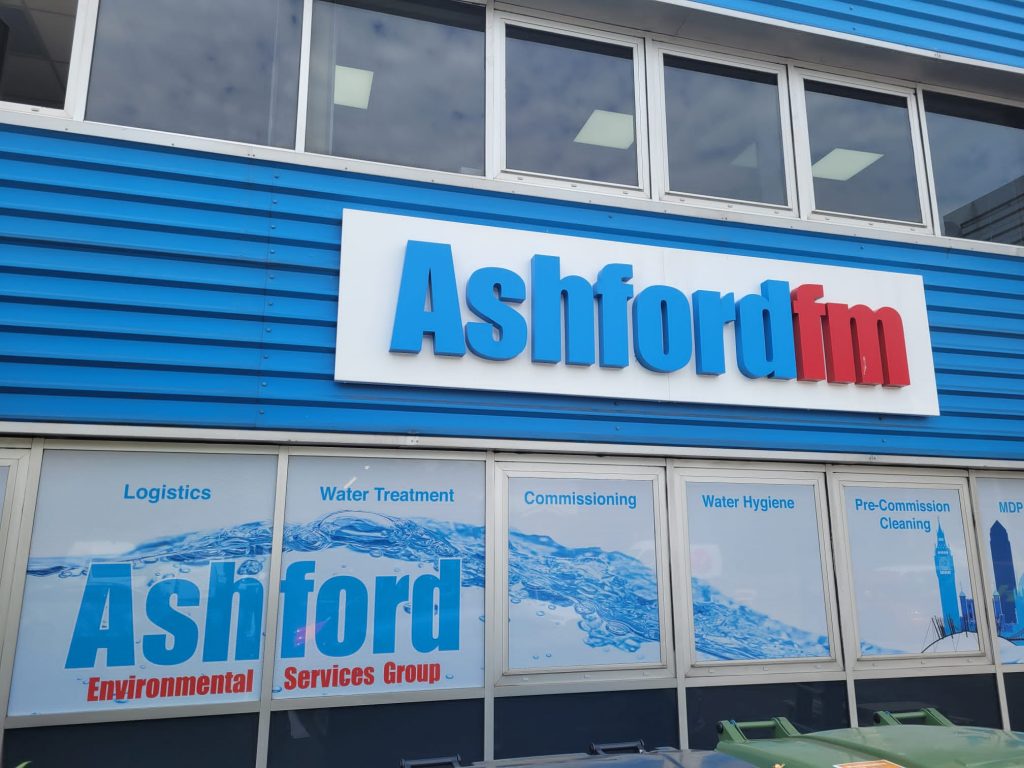 Ashfordfm
Logistics
Water Treatment
Commissioning
Water Hygiene
Pre-Commission
Cleaning
MDP
Ashford
Environmental Services Group